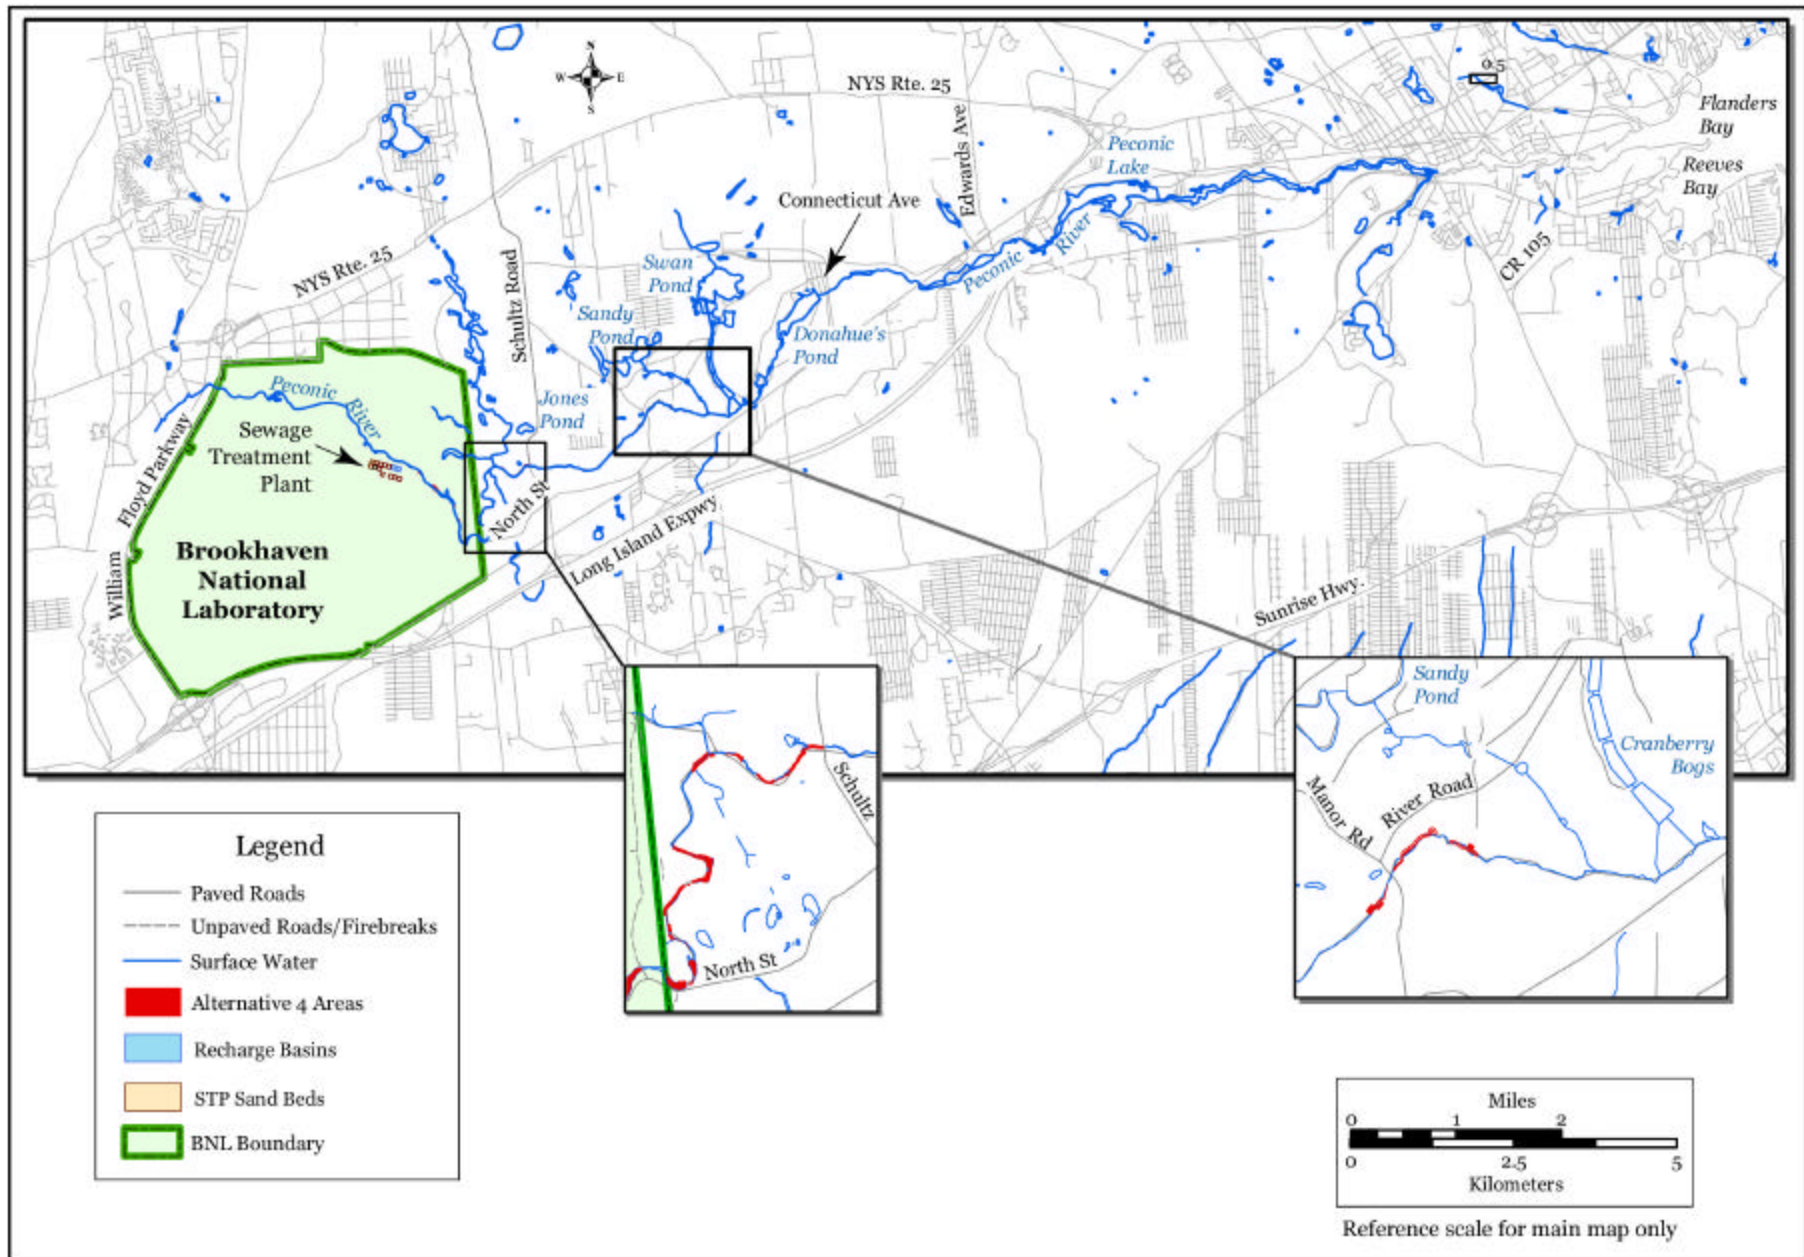 N
W
E
S
NYS Rte. 25
0.5
Flanders
Bay
Reeves
Bay
Edwards Ave
Peconic
Lake
Connecticut Ave
River
Peconic
CR 105
NYS Rte. 25
Schultz Road
Swan
Pond
Sandy
Pond
Donahue's
Pond
Jones
Pond
Peconic
River
Sewage
Treatment
Plant
William
Floyd Parkway
Brookhaven
National
Laboratory
North St
Long Island Expwy
Sunrise Hwy.
Schultz
North St
Sandy
Pond
Cranberry
Bogs
River Road
Manor Rd
Legend
Paved Roads
Unpaved Roads/Firebreaks
Surface Water
Alternative 4 Areas
Recharge Basins
STP Sand Beds
BNL Boundary
Miles
0 1 2
0 2.5 5
Kilometers
Reference scale for main map only